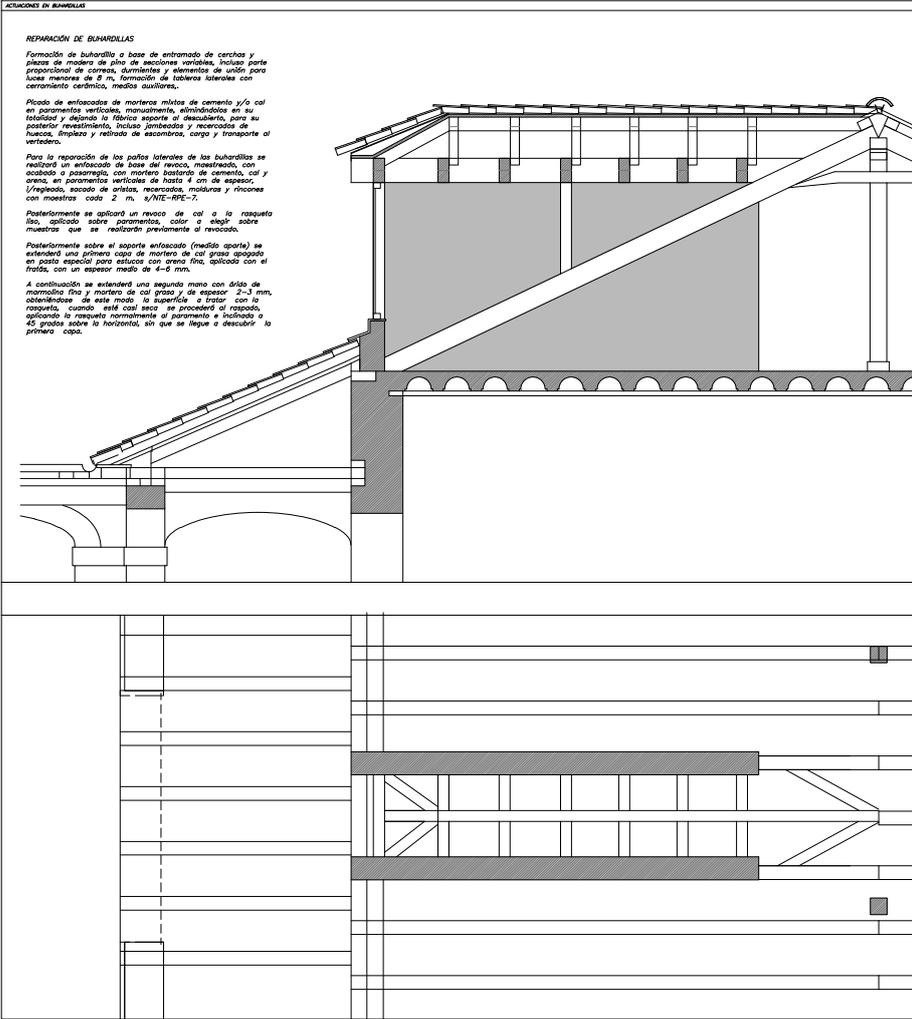 ACTUACIONES EN BUHARDILLAS
REPARACIÓN DE BUHARDILLAS
Formación de buhardilla a base de entramado de cerchas y
piezas de madera de pino de secciones variables, incluso parte
proporcional de correas, durmientes y elementos de unión para
luces menores de 8 m, formación de tableros laterales con
cerramiento cerámico, medios auxiliares,.
Picado de enfoscados de morteros mixtos de cemento y/o cal
en paramentos verticales, manualmente, eliminándolos en su
totalidad y dejando la fábrica soporte al descubierto, para su
posterior revestimiento, incluso jambeados y recercados de
huecos, limpieza y retirada de escombros, carga y transporte al
vertedero.
Para la reparación de los paños laterales de las buhardillas se
realizará un enfoscado de base del revoco, maestreado, con
acabado a pasarregla, con mortero bastardo de cemento, cal y
arena, en paramentos verticales de hasta 4 cm de espesor,
i/regleado, sacado de aristas, recercados, molduras y rincones
con maestras cada 2 m. s/NTE-RPE-7.
Posteriormente se aplicará un revoco de cal a la rasqueta
liso, aplicado sobre paramentos, color a elegir sobre
muestras que se realizarán previamente al revocado.
Posteriormente sobre el soporte enfoscado (medido aparte) se
extenderá una primera capa de mortero de cal grasa apagada
en pasta especial para estucos con arena fina, aplicada con el
fratás, con un espesor medio de 4-6 mm.
A continuación se extenderá una segunda mano con árido de
marmolina fina y mortero de cal grasa y de espesor 2-3 mm,
obteniéndose de este modo la superficie a tratar con la
rasqueta, cuando esté casi seca se procederá al raspado,
aplicando la rasqueta normalmente al paramento e inclinada a
45 grados sobre la horizontal, sin que se llegue a descubrir la
primera capa.